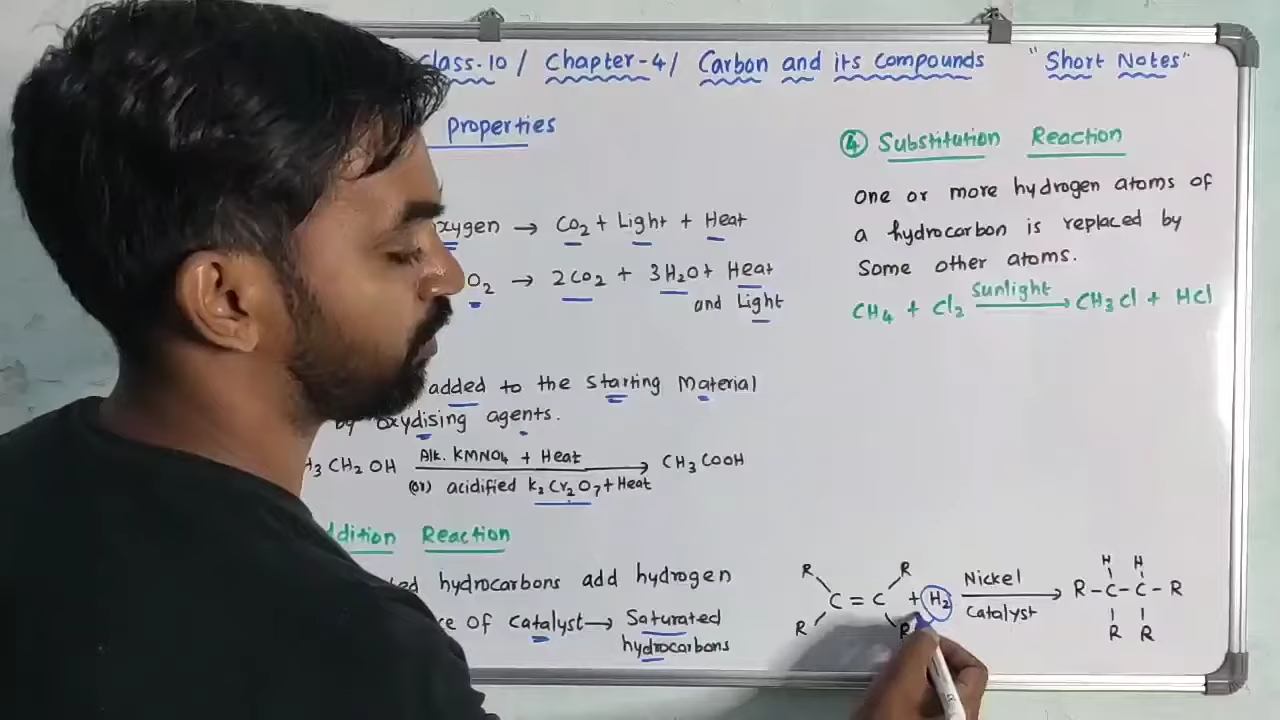 class-10 / Chapter-4 / Carbon and its compounds "Short Notes"
properties
oxygen → CO₂ + Light + Heat
O₂ → 2CO₂ + 3H₂O + Heat
and Light
added to the starting Material
by oxydising agents.
CH₂ OH Alk. KMNO₄ + Heat → CH₃ COOH
(or) acidified K₂Cr₂O₇ + Heat
Addition Reaction
hydrocarbons add hydrogen
Of catalyst → Saturated
hydrocarbons
④ Substitution Reaction
One or more hydrogen atoms of
a hydrocarbon is replaced by
Some other atoms.
CH₄ + Cl₂ Sunlight → CH₃Cl + HCl
R R H H
C = C + H₂ Nickel → R-C-C-R
Catalyst
R R R R